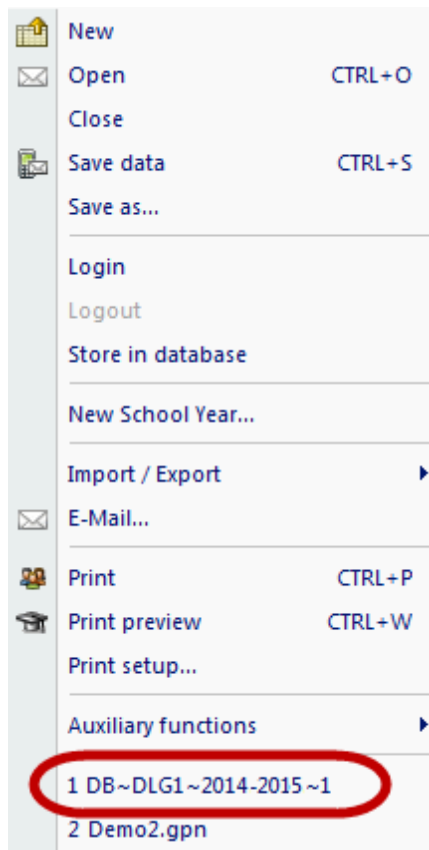 New
Open CTRL+O
Close
Save data CTRL+S
Save as...
Login
Logout
Store in database
New School Year...
Import / Export
E-Mail...
Print CTRL+P
Print preview CTRL+W
Print setup...
Auxiliary functions
1 DB~DLG1~2014-2015~1
2 Demo2.gpn